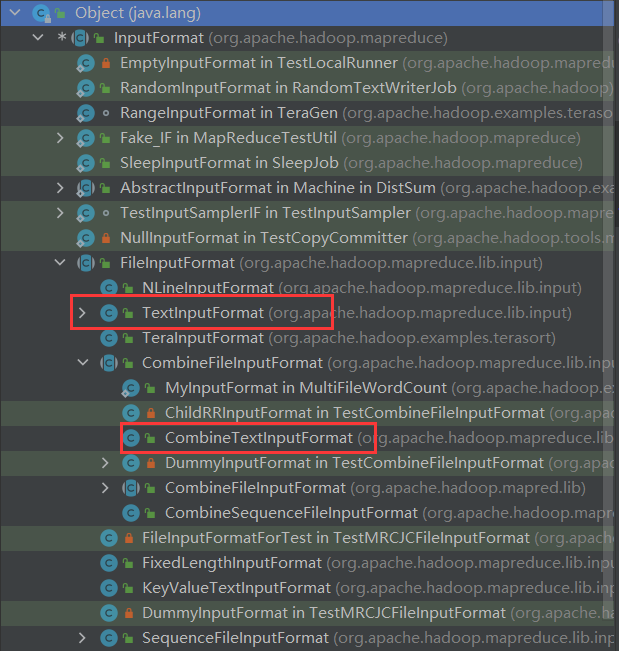 Object (java.lang)
* InputFormat (org.apache.hadoop.mapreduce)
EmptyInputFormat in TestLocalRunner (org.apache.hadoop.mapred
RandomInputFormat in RandomTextWriterJob (org.apache.hadoop)
RangeInputFormat in TeraGen (org.apache.hadoop.examples.terasort
Fake_IF in MapReduceTestUtil (org.apache.hadoop.mapreduce)
SleepInputFormat in SleepJob (org.apache.hadoop.mapreduce)
AbstractInputFormat in Machine in DistSum (org.apache.hadoop.exa
TestInputSamplerIF in TestInputSampler (org.apache.hadoop.mapre
NullInputFormat in TestCopyCommitter (org.apache.hadoop.tools.m
FileInputFormat (org.apache.hadoop.mapreduce.lib.input)
NLineInputFormat (org.apache.hadoop.mapreduce.lib.input)
TextInputFormat (org.apache.hadoop.mapreduce.lib.input)
TeraInputFormat (org.apache.hadoop.examples.terasort)
CombineFileInputFormat (org.apache.hadoop.mapreduce.lib.inpu
MyInputFormat in MultiFileWordCount (org.apache.hadoop.e
ChildRRInputFormat in TestCombineFileInputFormat (org.apac
CombineTextInputFormat (org.apache.hadoop.mapreduce.lib
DummyInputFormat in TestCombineFileInputFormat (org.apa
CombineFileInputFormat (org.apache.hadoop.mapred.lib)
CombineSequenceFileInputFormat (org.apache.hadoop.map
FileInputFormatForTest in TestMRCJCFileInputFormat (org.apach
FixedLengthInputFormat (org.apache.hadoop.mapreduce.lib.inp
KeyValueTextInputFormat (org.apache.hadoop.mapreduce.lib.in
DummyInputFormat in TestMRCJCFileInputFormat (org.apache.ha
SequenceFileInputFormat (org.apache.hadoop.mapreduce.lib.in